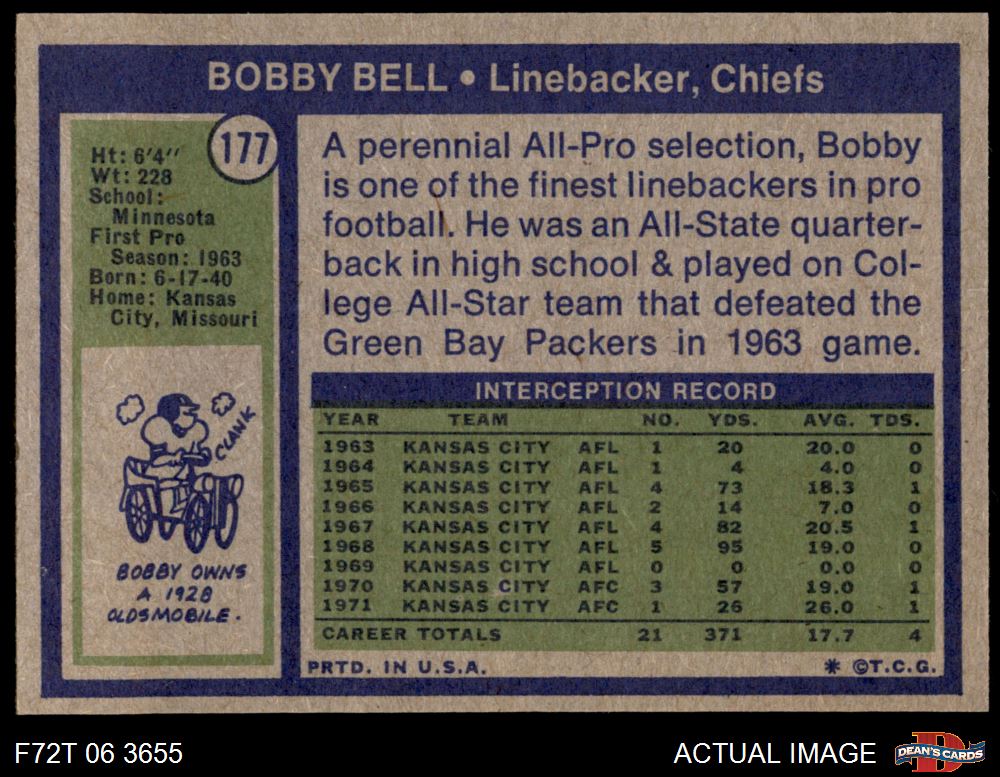 BOBBY BELL • Linebacker, Chiefs
177
Ht: 6'4''
Wt: 228
School:
Minnesota
First Pro
Season: 1963
Born: 6-17-40
Home: Kansas
City, Missouri
CLANK
BOBBY OWNS
A 1928
OLDSMOBILE.
A perennial All-Pro selection, Bobby
is one of the finest linebackers in pro
football. He was an All-State quarter-
back in high school & played on Col-
lege All-Star team that defeated the
Green Bay Packers in 1963 game.
INTERCEPTION RECORD
YEAR TEAM NO. YDS. AVG. TDS.
1963 KANSAS CITY AFL 1 20 20.0 0
1964 KANSAS CITY AFL 1 4 4.0 0
1965 KANSAS CITY AFL 4 73 18.3 1
1966 KANSAS CITY AFL 2 14 7.0 0
1967 KANSAS CITY AFL 4 82 20.5 1
1968 KANSAS CITY AFL 5 95 19.0 0
1969 KANSAS CITY AFL 0 0 0.0 0
1970 KANSAS CITY AFC 3 57 19.0 1
1971 KANSAS CITY AFC 1 26 26.0 1
CAREER TOTALS 21 371 17.7 4
PRTD. IN U.S.A. * ©T.C.G.
F72T 06 3655 ACTUAL IMAGE
D
DEAN'S CARDS